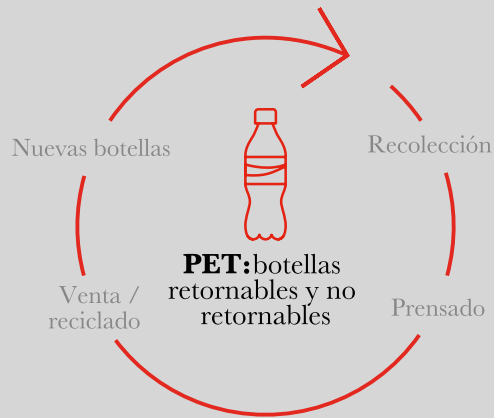 Nuevas botellas
Recolección
PET: botellas
retornables y no
retornables
Venta /
reciclado
Prensado